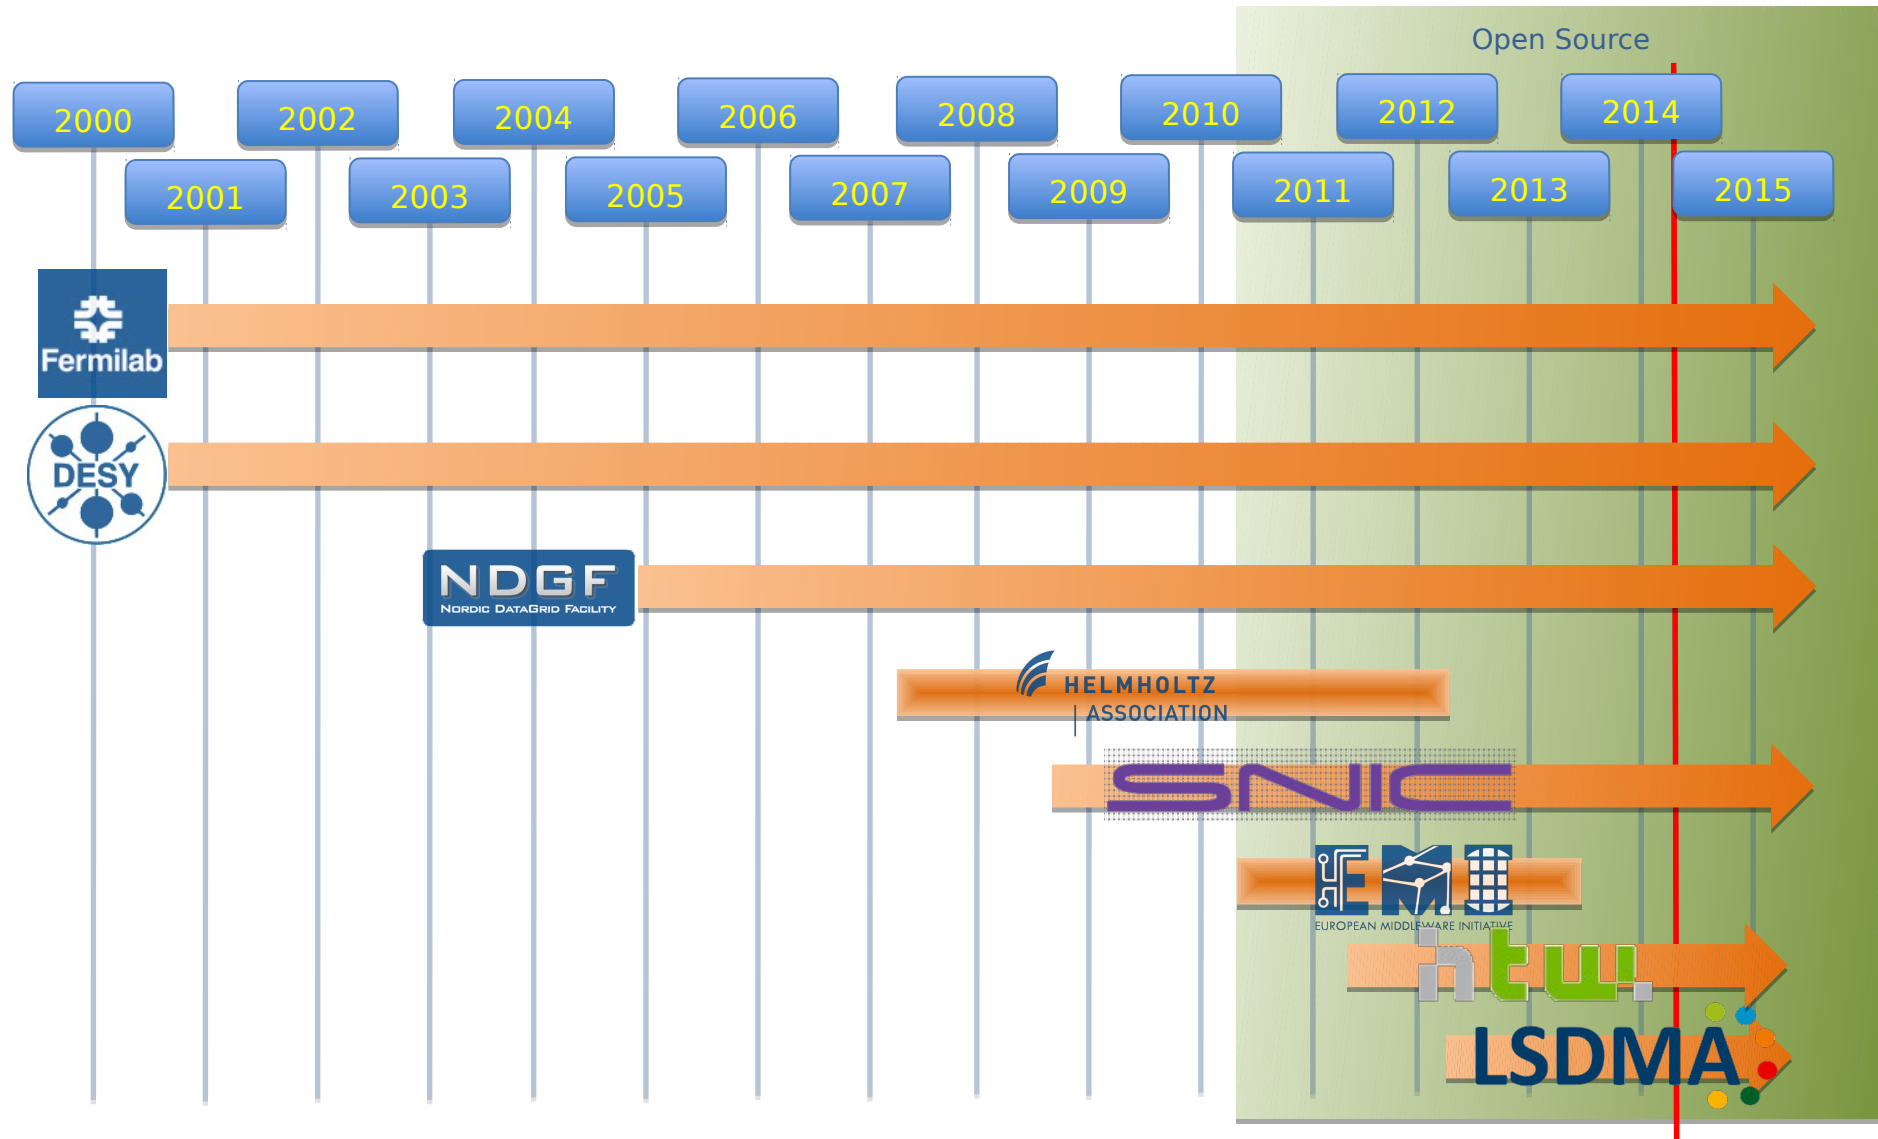 Open Source
2000 2002 2004 2006 2008 2010 2012 2014
2001 2003 2005 2007 2009 2011 2013 2015
Fermilab
DESY
NDGF
NORDIC DATAGRID FACILITY
HELMHOLTZ
ASSOCIATION
SNIC
EMI
EUROPEAN MIDDLEWARE INITIATIVE
htw
LSDMA